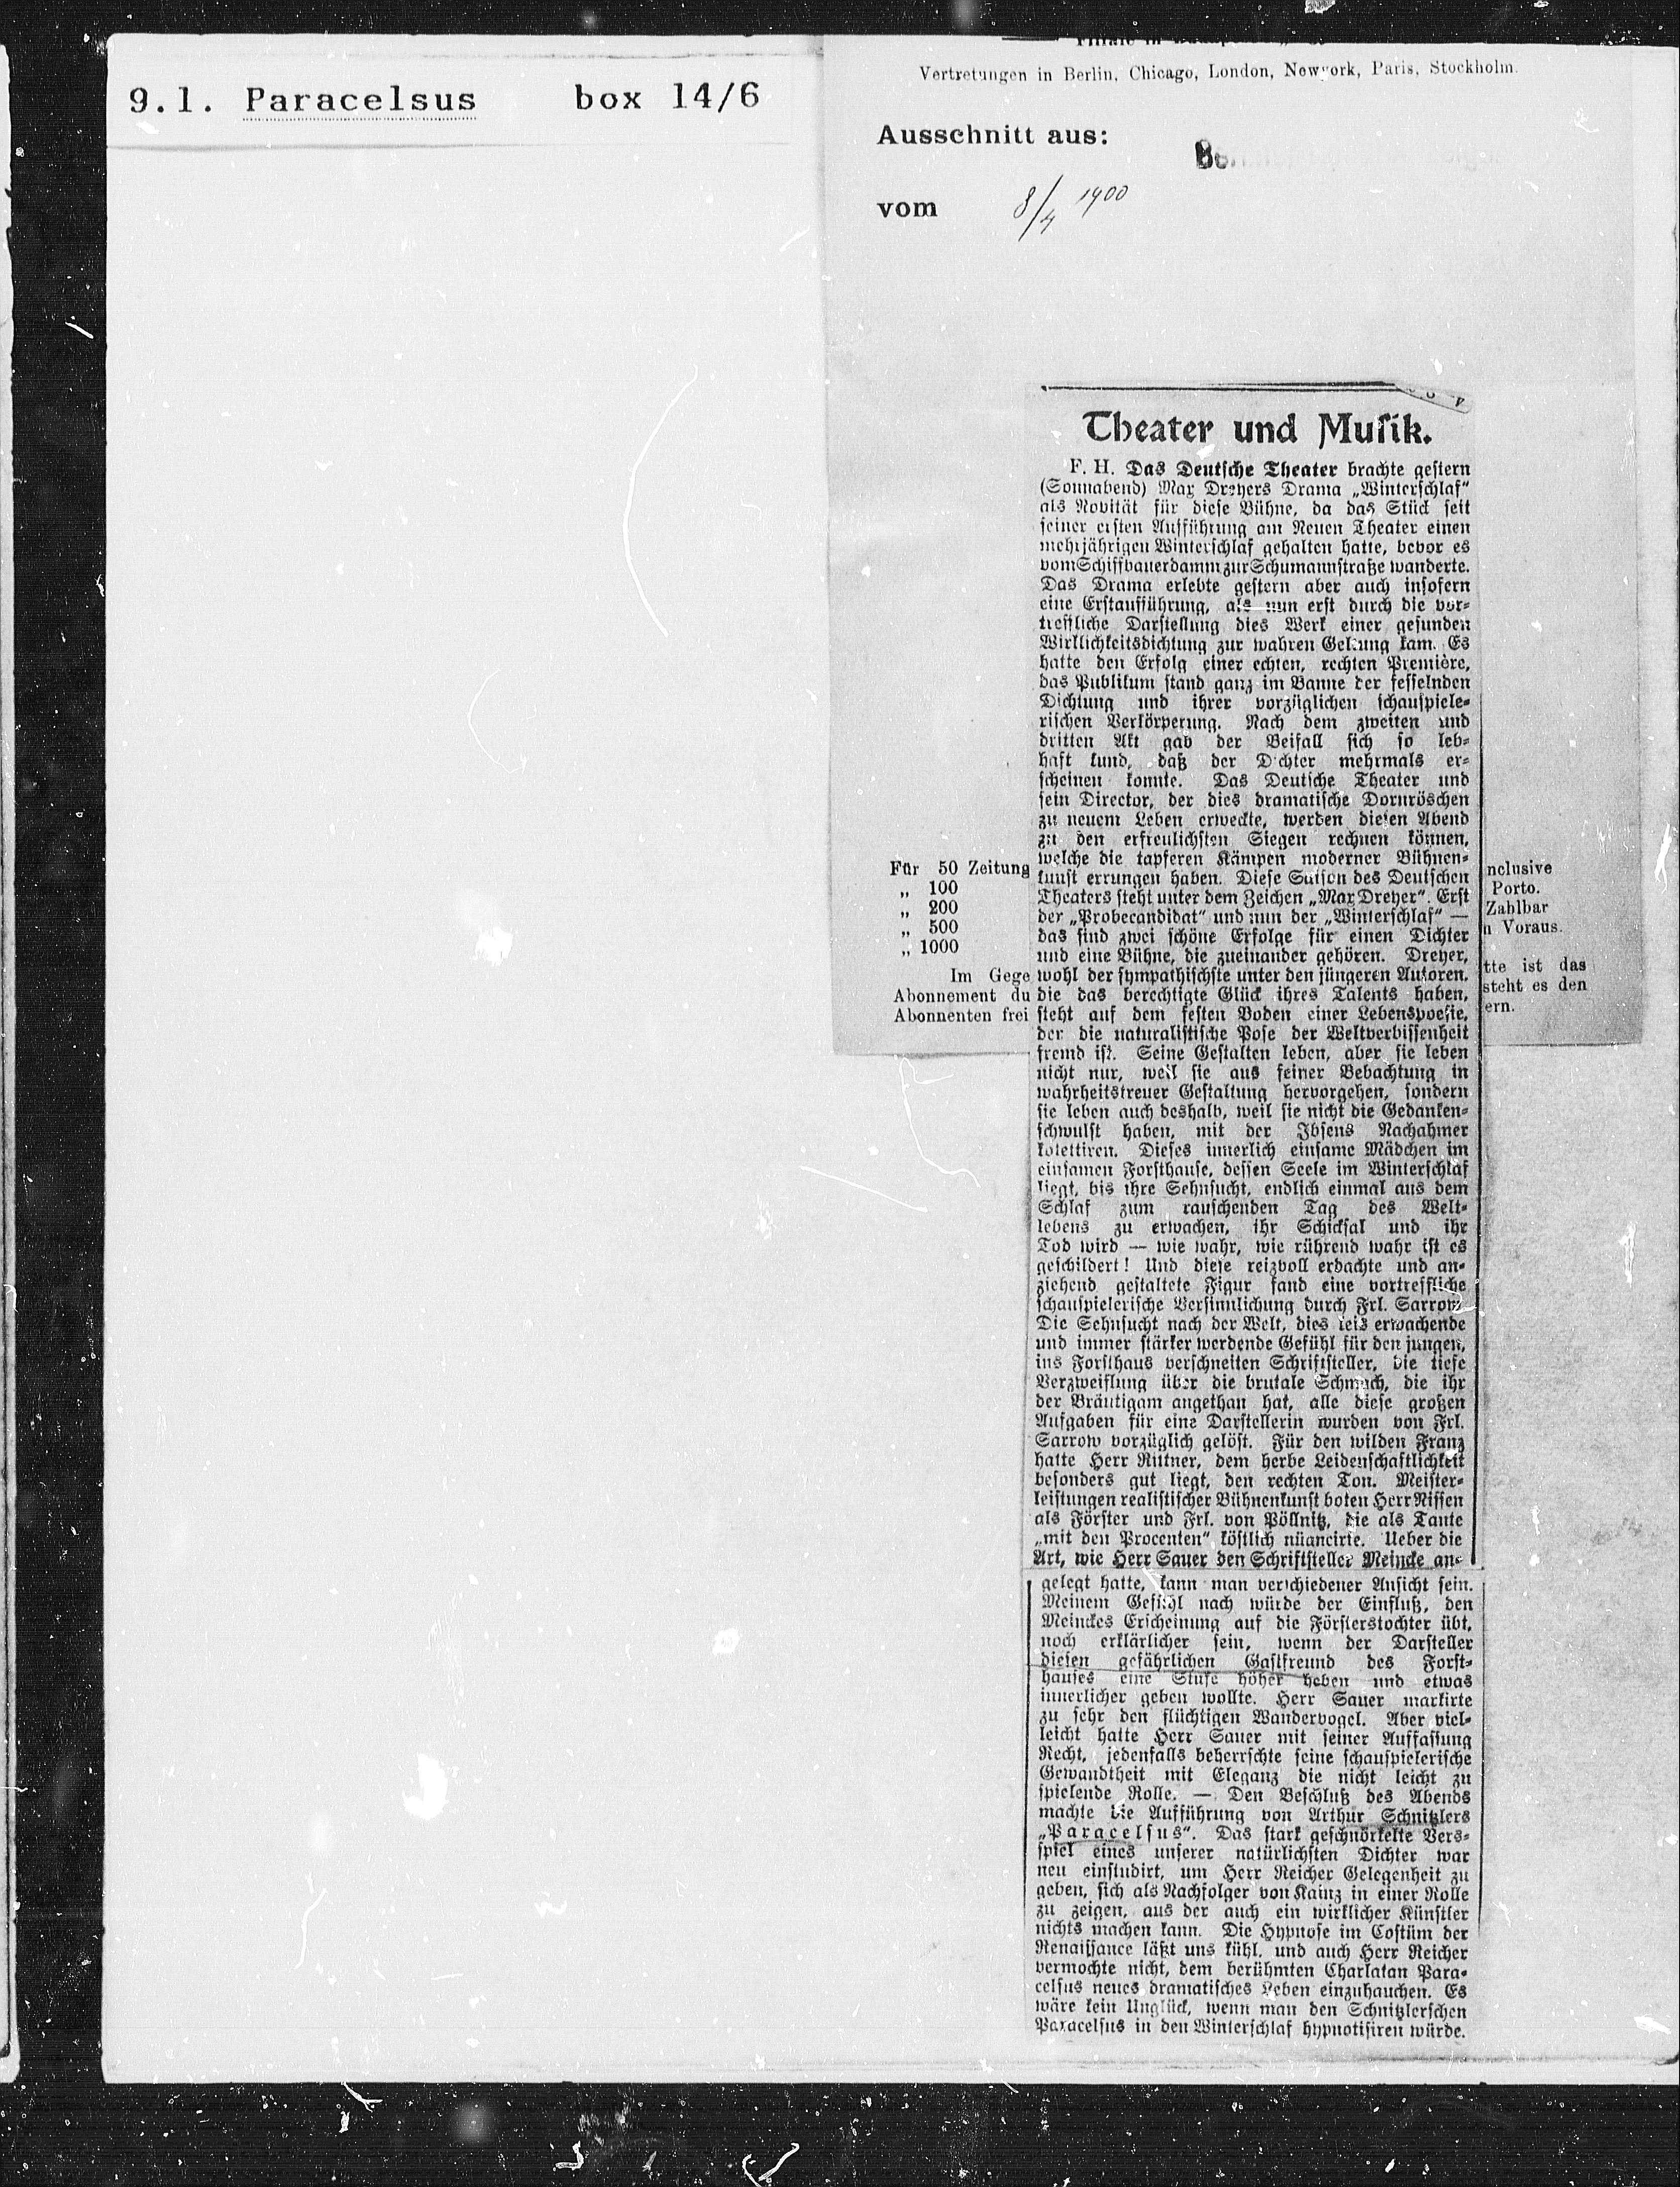 9.1. Paracelsus box 14/6
Vertretungen in Berlin, Chicago, London, Newyork, Paris, Stockholm.
Ausschnitt aus:
vom 8/4 1900
Theater und Musik.
F. H. Das Deutsche Theater brachte gestern
(Sonnabend) Max Dreyers Drama „Winterschlaf“
als Novität für diese Bühne, da das Stück seit
seiner ersten Aufführung am Neuen Theater einen
mehrjährigen Winterschlaf gehalten hatte, bevor es
vom Schiffbauerdamm zur Schumannstraße wanderte.
Das Drama erlebte gestern aber auch insofern
eine Erstaufführung, als nun erst durch die vor-
treffliche Darstellung dies Werk einer gesunden
Wirklichkeitsdichtung zur wahren Geltung kam. Es
hatte den Erfolg einer echten, rechten Première,
das Publikum stand ganz im Banne der fesselnden
Dichtung und ihrer vorzüglichen schauspiele-
rischen Verkörperung. Nach dem zweiten und
dritten Akt gab der Beifall sich so leb-
haft kund, daß der Dichter mehrmals er-
scheinen konnte. Das Deutsche Theater und
sein Director, der dies dramatische Dornröschen
zu neuem Leben erweckte, werden diesen Abend
zu den erfreulichsten Siegen rechnen können,
welche die tapferen Kämpen moderner Bühnen-
kunst errungen haben. Diese Saison des Deutschen
Theaters steht unter dem Zeichen „Max Dreyer“. Erst
der „Probecandidat“ und nun der „Winterschlaf“ —
das sind zwei schöne Erfolge für einen Dichter
und eine Bühne, die zueinander gehören. Dreyer,
wohl der sympathischste unter den jüngeren Autoren,
die das berechtigte Glück ihres Talents haben,
steht auf dem festen Boden einer Lebenspoesie,
der die naturalistische Pose der Weltverbissenheit
fremd ist. Seine Gestalten leben, aber sie leben
nicht nur, weil sie aus seiner Bebachtung in
wahrheitstreuer Gestaltung hervorgehen, sondern
sie leben auch deshalb, weil sie nicht die Gedanken-
schwulst haben, mit der Ibsens Nachahmer
kokettiren. Dieses innerlich einsame Mädchen im
einsamen Forsthause, dessen Seele im Winterschlaf
liegt, bis ihre Sehnsucht, endlich einmal aus dem
Schlaf zum rauschenden Tag des Welt-
lebens zu erwachen, ihr Schicksal und ihr
Tod wird — wie wahr, wie rührend wahr ist es
geschildert! Und diese reizvoll erdachte und an-
ziehend gestaltete Figur fand eine vortreffliche
schauspielerische Versinnlichung durch Frl. Sarrow.
Die Sehnsucht nach der Welt, dies leis erwachende
und immer stärker werdende Gefühl für den jungen,
ins Forsthaus verschneiten Schriftsteller, die tiefe
Verzweiflung über die brutale Schmach, die ihr
der Bräutigam angethan hat, alle diese großen
Aufgaben für eine Darstellerin wurden von Frl.
Sarrow vorzüglich gelöst. Für den wilden Franz
hatte Herr Rittner, dem herbe Leidenschaftlichkeit
besonders gut liegt, den rechten Ton. Meister-
leistungen realistischer Bühnenkunst boten Herr Nissen
als Förster und Frl. von Pöllnitz, die als Tante
„mit den Procenten“ köstlich nüancirte. Ueber die
Art, wie Herr Sauer den Schriftsteller Meincke an-
gelegt hatte, kann man verschiedener Ansicht sein.
Meinem Gefühl nach würde der Einfluß, den
Meinckes Erscheinung auf die Försterstochter übt,
noch erklärlicher sein, wenn der Darsteller
diesen gefährlichen Gastfreund des Forst-
hauses eine Stufe höher heben und etwas
innerlicher geben wollte. Herr Sauer markirte
zu sehr den flüchtigen Wandervogel. Aber viel-
leicht hatte Herr Sauer mit seiner Auffassung
Recht, jedenfalls beherrschte seine schauspielerische
Gewandtheit mit Eleganz die nicht leicht zu
spielende Rolle. — Den Beschluß des Abends
machte die Aufführung von Arthur Schnitzlers
„Paracelsus“. Das stark geschnörkelte Vers-
spiel eines unserer natürlichsten Dichter war
neu einstudirt, um Herr Reicher Gelegenheit zu
geben, sich als Nachfolger von Kainz in einer Rolle
zu zeigen, aus der auch ein wirklicher Künstler
nichts machen kann. Die Hypnose im Costüm der
Renaissance läßt uns kühl, und auch Herr Reicher
vermochte nicht, dem berühmten Charlatan Para-
celsus neues dramatisches Leben einzuhauchen. Es
wäre kein Unglück, wenn man den Schnitzlerschen
Paracelsus in den Winterschlaf hypnotisiren würde.
Für 50 Zeitung
„ 100
„ 200
„ 500
„ 1000
Im Gege
Abonnement du
Abonnenten frei
nclusive
Porto.
Zahlbar
n Voraus.
tte ist das
steht es den
ern.